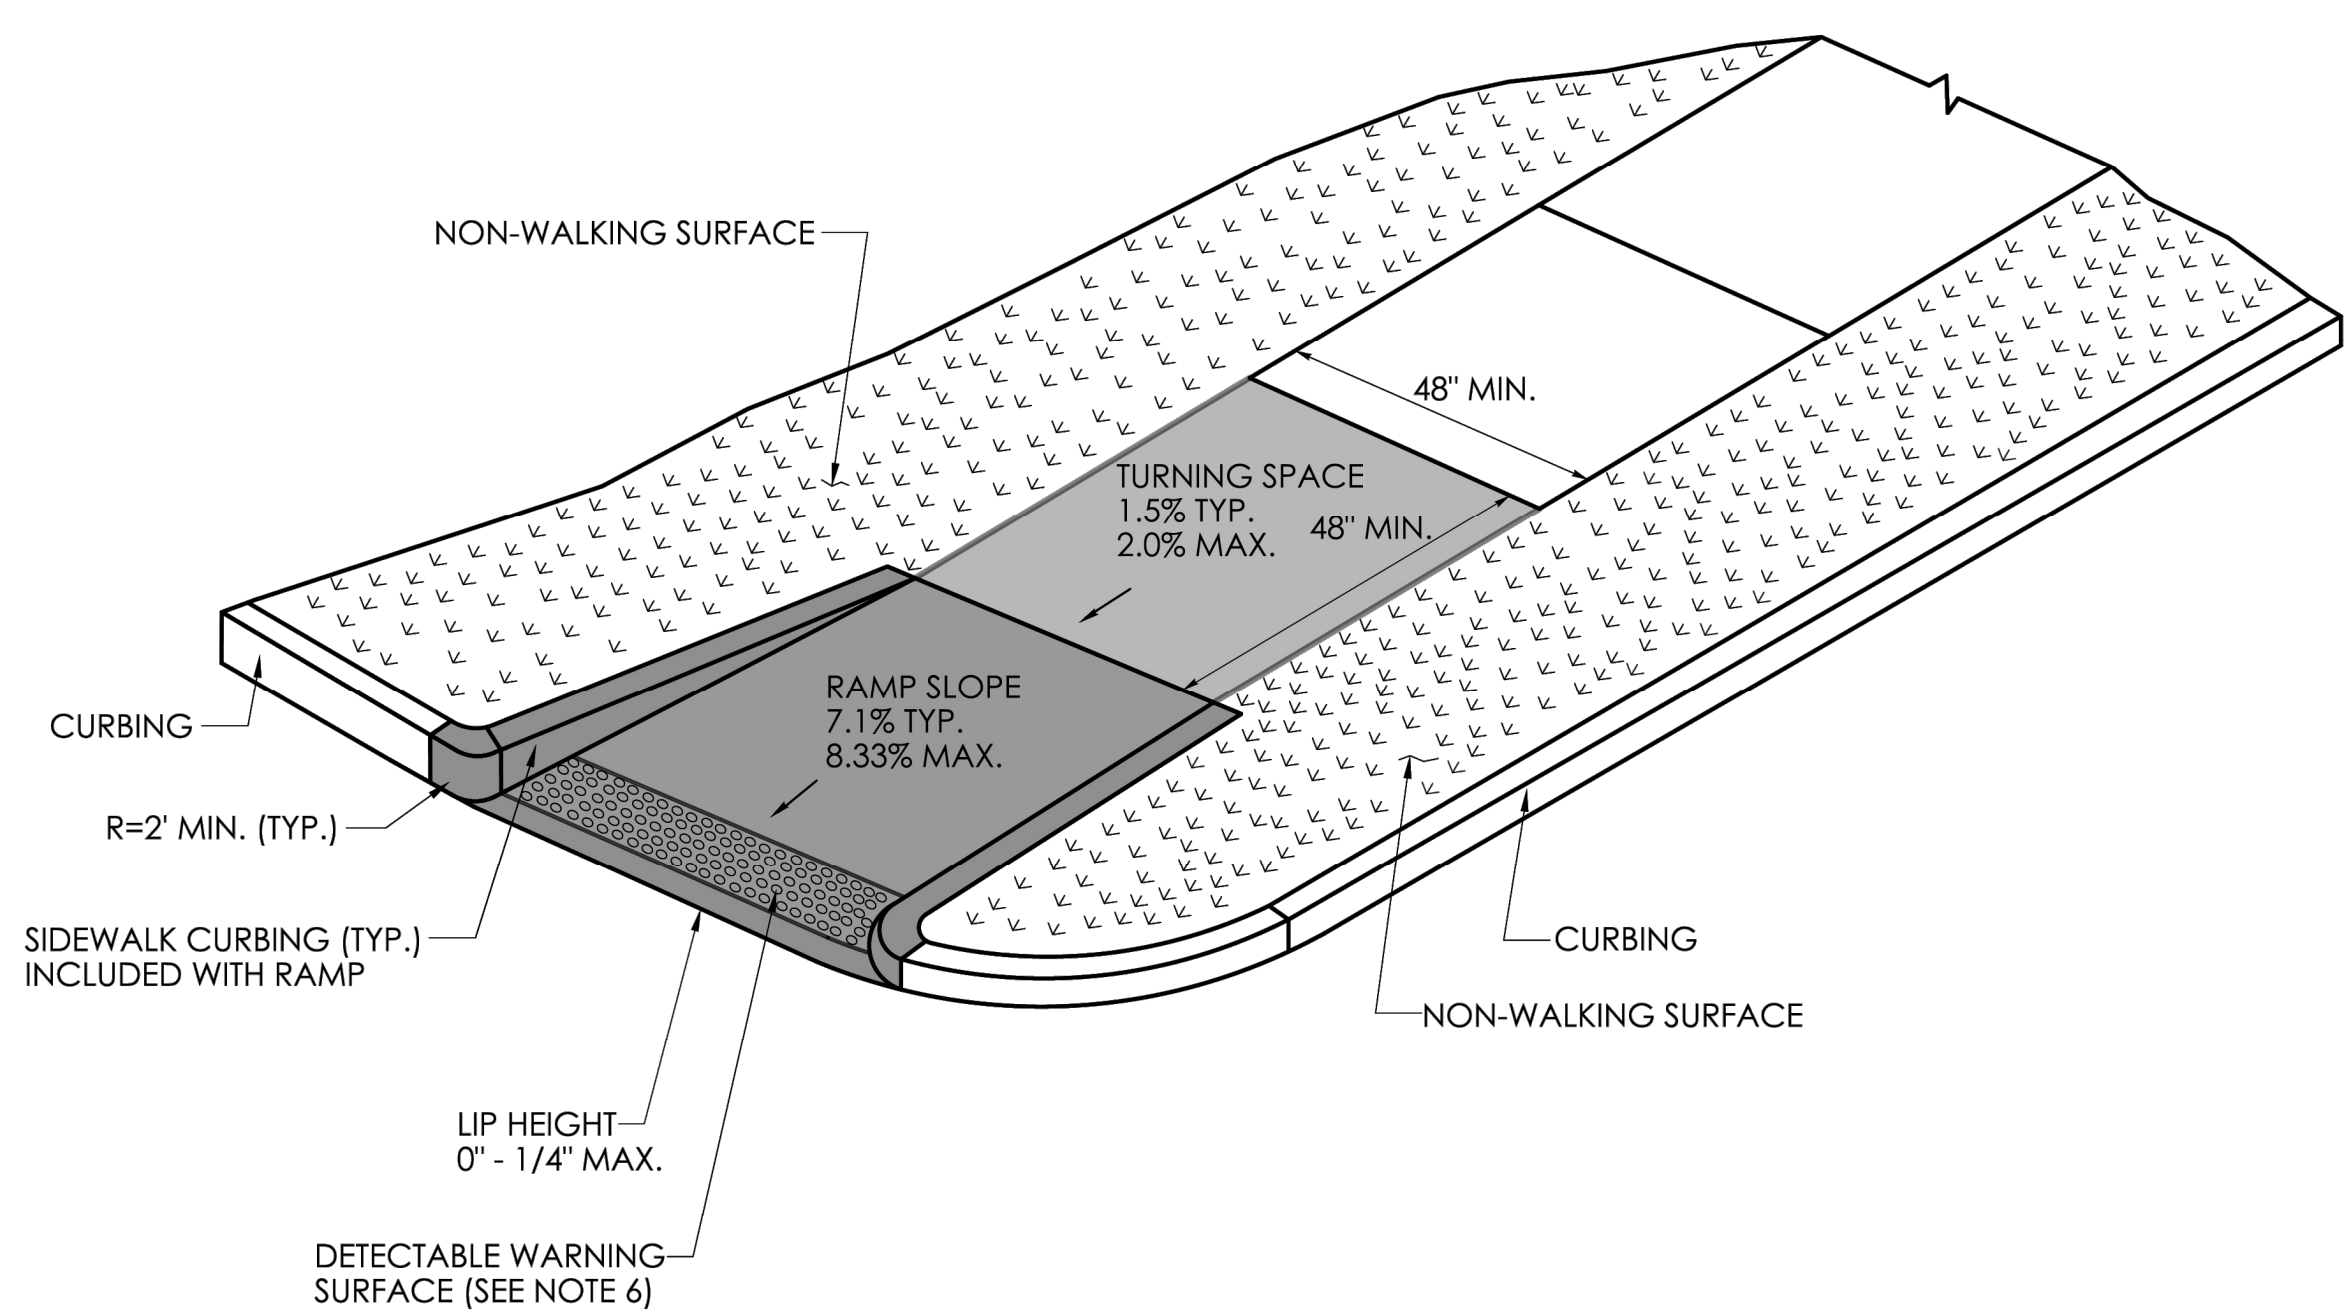 NON-WALKING SURFACE
48" MIN.
TURNING SPACE
1.5% TYP.
2.0% MAX.
48" MIN.
RAMP SLOPE
7.1% TYP.
8.33% MAX.
CURBING
R=2' MIN. (TYP.)
SIDEWALK CURBING (TYP.)
INCLUDED WITH RAMP
CURBING
NON-WALKING SURFACE
LIP HEIGHT
0" - 1/4" MAX.
DETECTABLE WARNING
SURFACE (SEE NOTE 6)